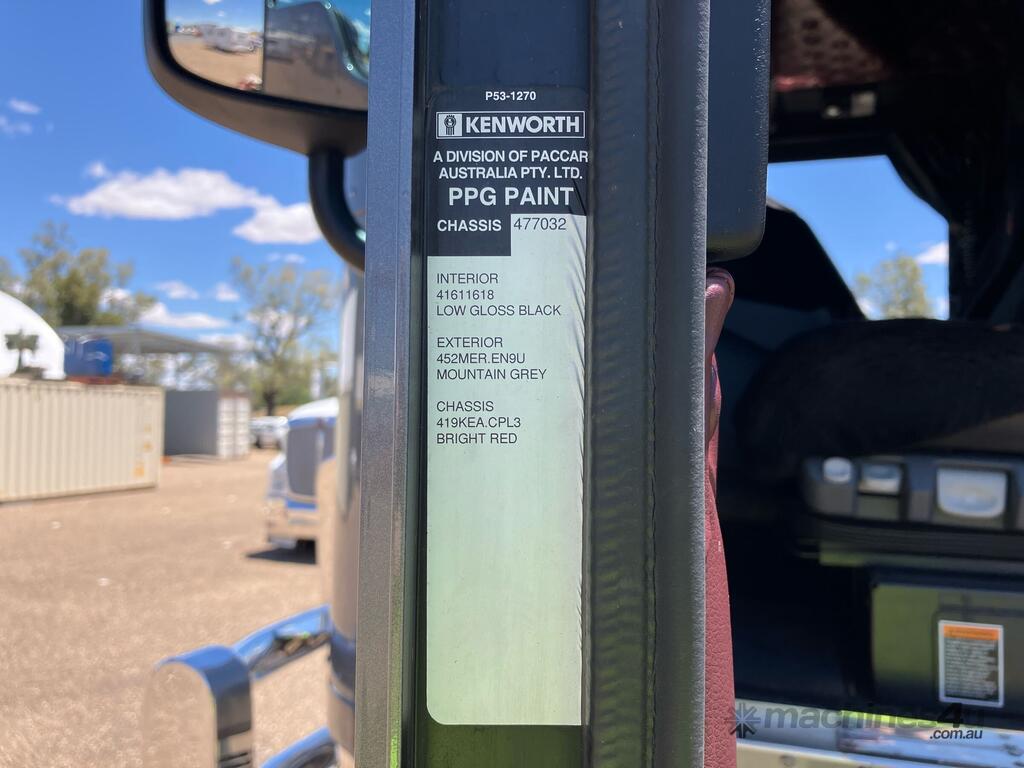 P53-1270
KENWORTH
A DIVISION OF PACCAR
AUSTRALIA PTY. LTD.
PPG PAINT
CHASSIS 477032
INTERIOR
41611618
LOW GLOSS BLACK
EXTERIOR
452MER.EN9U
MOUNTAIN GREY
CHASSIS
419KEA.CPL3
BRIGHT RED
machines4u
.com.au